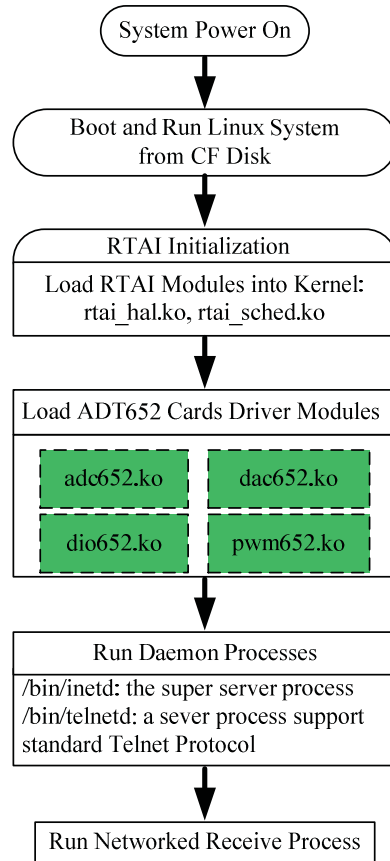 System Power On
Boot and Run Linux System
from CF Disk
RTAI Initialization
Load RTAI Modules into Kernel:
rtai_hal.ko, rtai_sched.ko
Load ADT652 Cards Driver Modules
adc652.ko
dac652.ko
dio652.ko
pwm652.ko
Run Daemon Processes
/bin/inetd: the super server process
/bin/telnetd: a sever process support
standard Telnet Protocol
Run Networked Receive Process